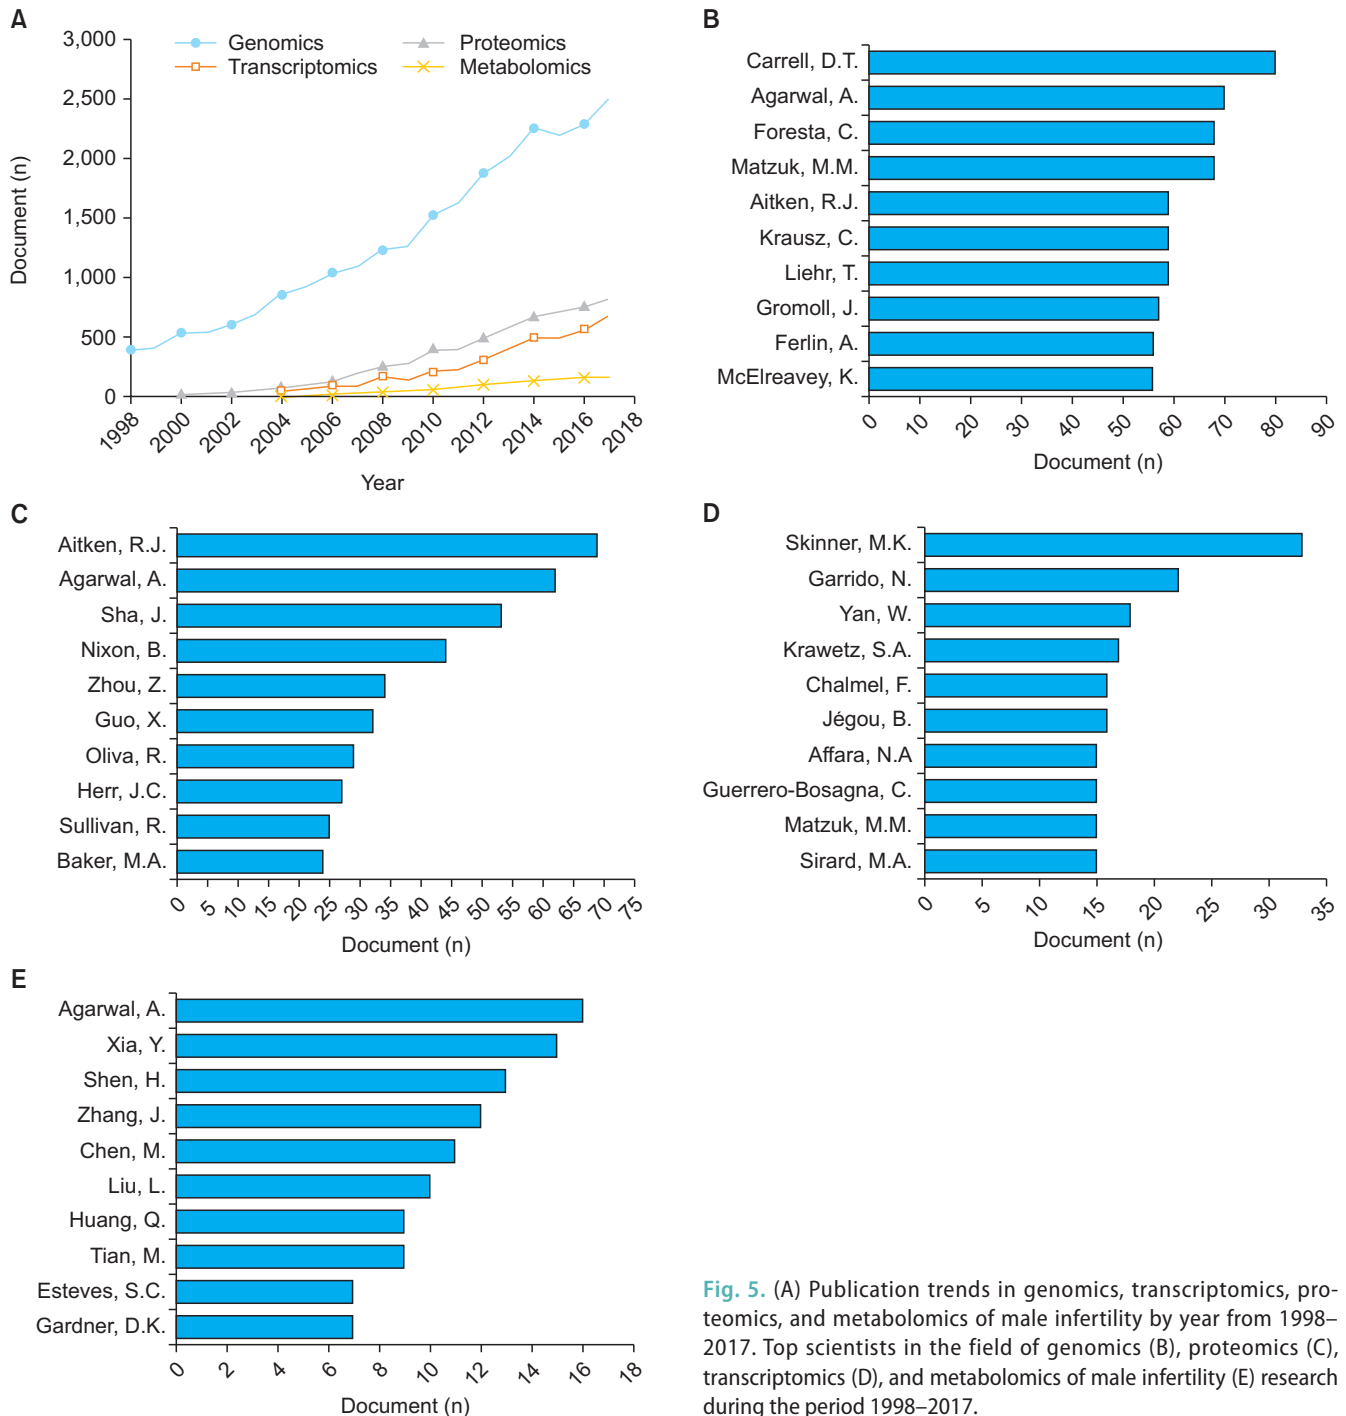 A
3,000
2,500
2,000
1,500
1,000
500
0
Document (n)
Genomics
Transcriptomics
Proteomics
Metabolomics
1998
2000
2002
2004
2006
2008
2010
2012
2014
2016
2018
Year
B
Carrell, D.T.
Agarwal, A.
Foresta, C.
Matzuk, M.M.
Aitken, R.J.
Krausz, C.
Liehr, T.
Gromoll, J.
Ferlin, A.
McElreavey, K.
0
10
20
30
40
50
60
70
80
90
Document (n)
C
Aitken, R.J.
Agarwal, A.
Sha, J.
Nixon, B.
Zhou, Z.
Guo, X.
Oliva, R.
Herr, J.C.
Sullivan, R.
Baker, M.A.
0
5
10
15
20
25
30
35
40
45
50
55
60
65
70
75
Document (n)
D
Skinner, M.K.
Garrido, N.
Yan, W.
Krawetz, S.A.
Chalmel, F.
Jégou, B.
Affara, N.A
Guerrero-Bosagna, C.
Matzuk, M.M.
Sirard, M.A.
0
5
10
15
20
25
30
35
Document (n)
E
Agarwal, A.
Xia, Y.
Shen, H.
Zhang, J.
Chen, M.
Liu, L.
Huang, Q.
Tian, M.
Esteves, S.C.
Gardner, D.K.
0
2
4
6
8
10
12
14
16
18
Document (n)
Fig. 5. (A) Publication trends in genomics, transcriptomics, pro-
teomics, and metabolomics of male infertility by year from 1998–
2017. Top scientists in the field of genomics (B), proteomics (C),
transcriptomics (D), and metabolomics of male infertility (E) research
during the period 1998–2017.